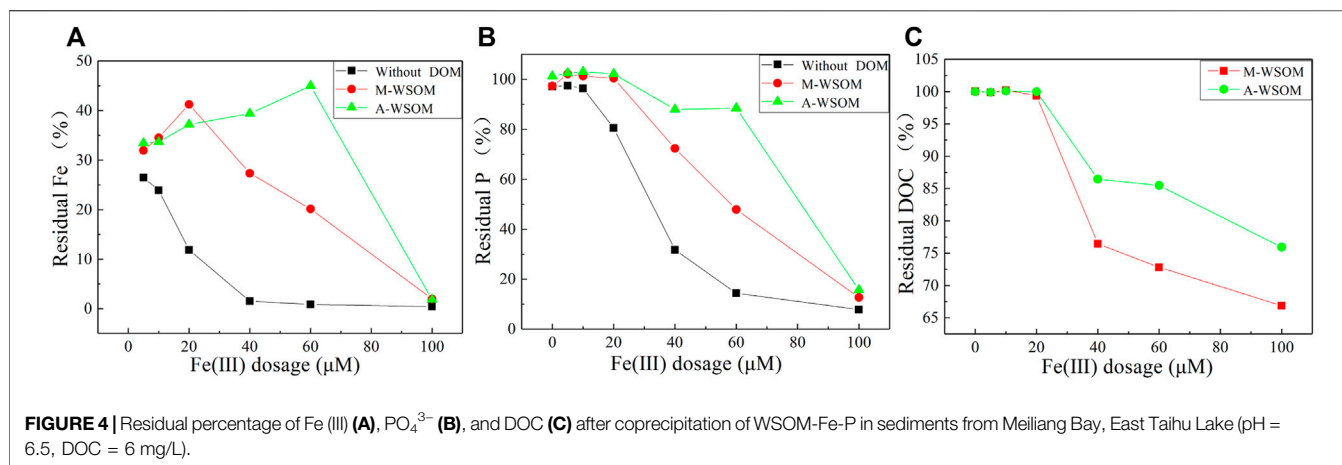 A
50
40
30
20
10
0
Residual Fe (%)
0 20 40 60 80 100
Fe(III) dosage (μM)
Without DOM
M-WSOM
A-WSOM
B
100
80
60
40
20
0
Residual P (%)
0 20 40 60 80 100
Fe(III) dosage (μM)
Without DOM
M-WSOM
A-WSOM
C
105
100
95
90
85
80
75
70
65
Residual DOC (%)
0 20 40 60 80 100
Fe(III) dosage (μM)
M-WSOM
A-WSOM
FIGURE 4 | Residual percentage of Fe (III) (A), PO₄³⁻ (B), and DOC (C) after coprecipitation of WSOM-Fe-P in sediments from Meiliang Bay, East Taihu Lake (pH =
6.5, DOC = 6 mg/L).